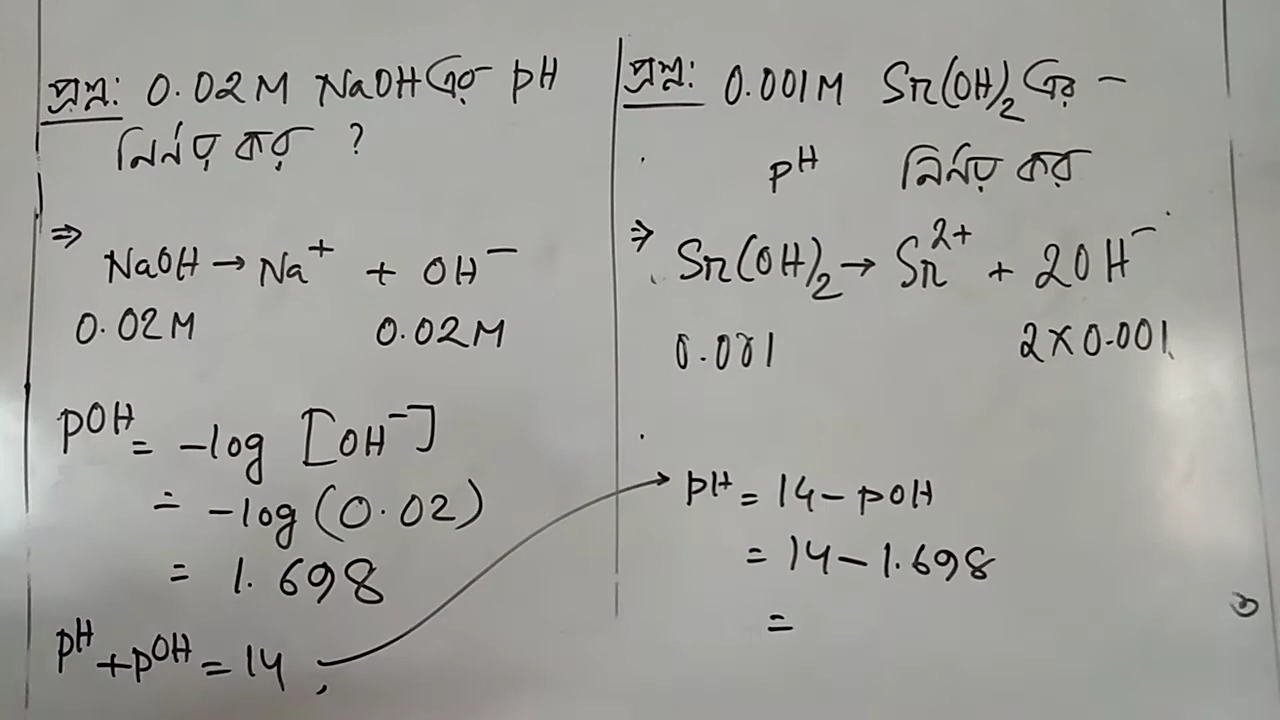 প্রশ্ন: 0.02M NaOH এর pH
নির্নয় কর ?
⇒
NaOH → Na⁺ + OH⁻
0.02M 0.02M
pOH = -log [OH⁻]
= -log(0.02)
= 1.698
pH + pOH = 14
প্রশ্ন: 0.001M Sr(OH)₂ এর -
pH নির্নয় কর
⇒ Sr(OH)₂ → Sr²⁺ + 2OH⁻
0.001 2×0.001
pH = 14 - pOH
= 14 - 1.698
=